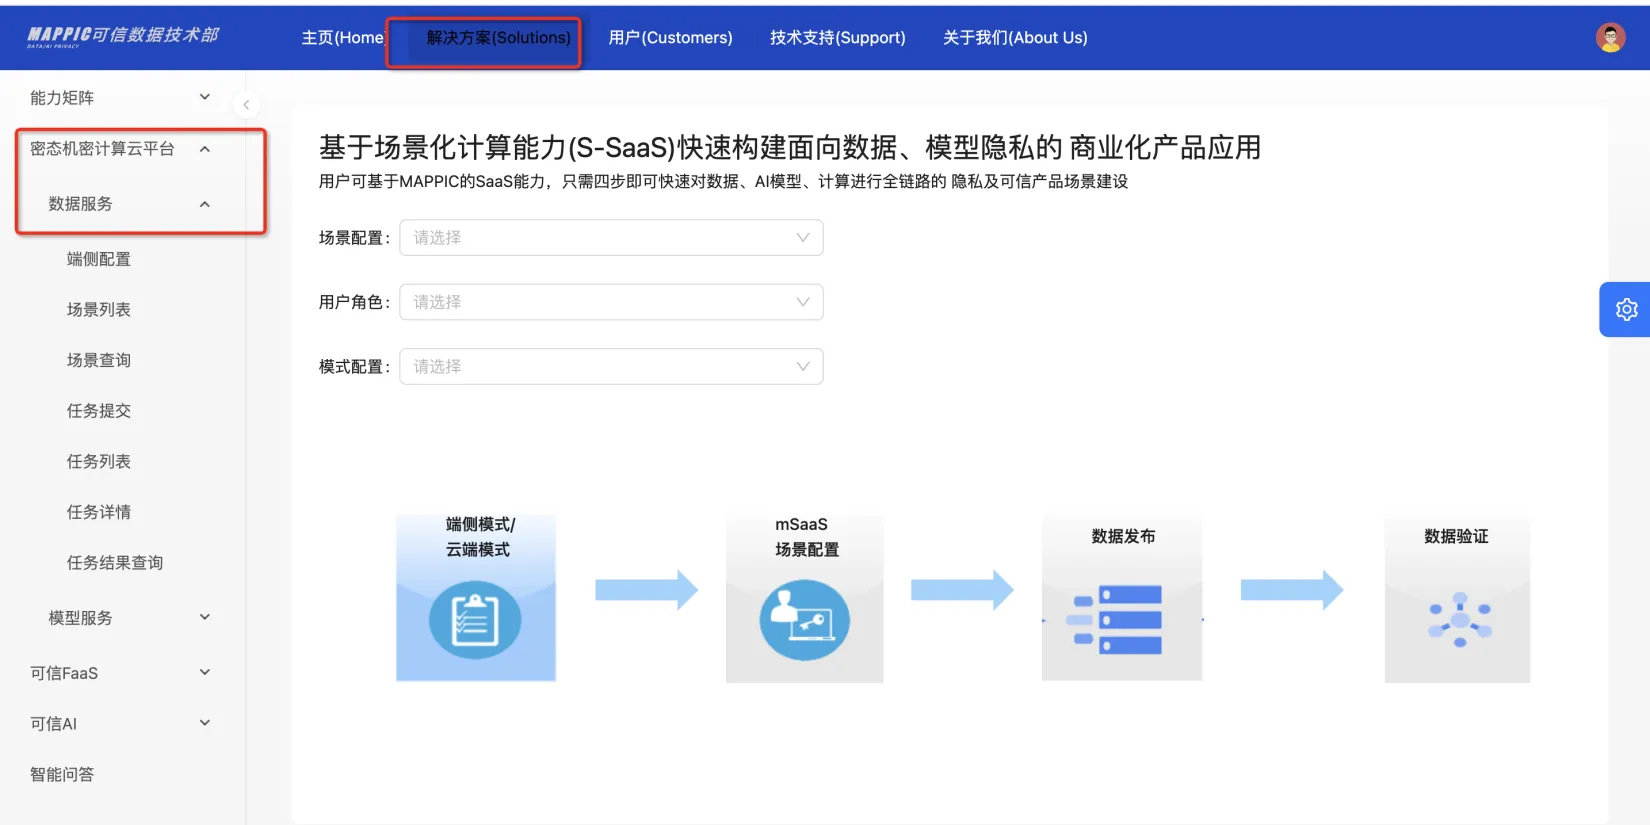 MAPPIC可信数据技术部
DATA/AI PRIVACY
主页(Home)
解决方案(Solutions)
用户(Customers)
技术支持(Support)
关于我们(About Us)
能力矩阵
密态机密计算云平台
数据服务
端侧配置
场景列表
场景查询
任务提交
任务列表
任务详情
任务结果查询
模型服务
可信FaaS
可信AI
智能问答
基于场景化计算能力(S-SaaS)快速构建面向数据、模型隐私的 商业化产品应用
用户可基于MAPPIC的SaaS能力，只需四步即可快速对数据、AI模型、计算进行全链路的 隐私及可信产品场景建设
场景配置： 请选择
用户角色： 请选择
模式配置： 请选择
端侧模式/
云端模式
mSaaS
场景配置
数据发布
数据验证